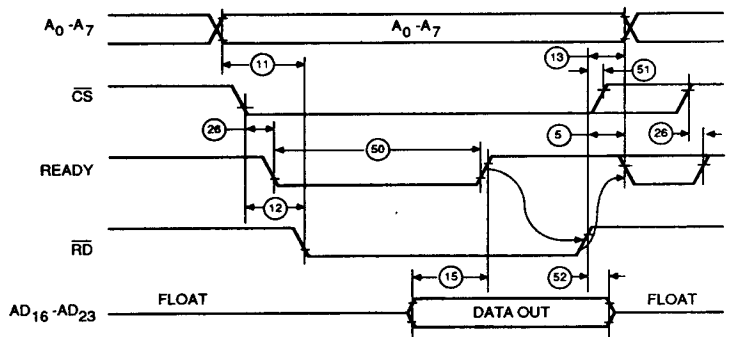 A0 -A7 A0 -A7
11 13
51
CS
26 5 26
50
READY
12
RD
15 52
FLOAT FLOAT
AD16 -AD23 DATA OUT